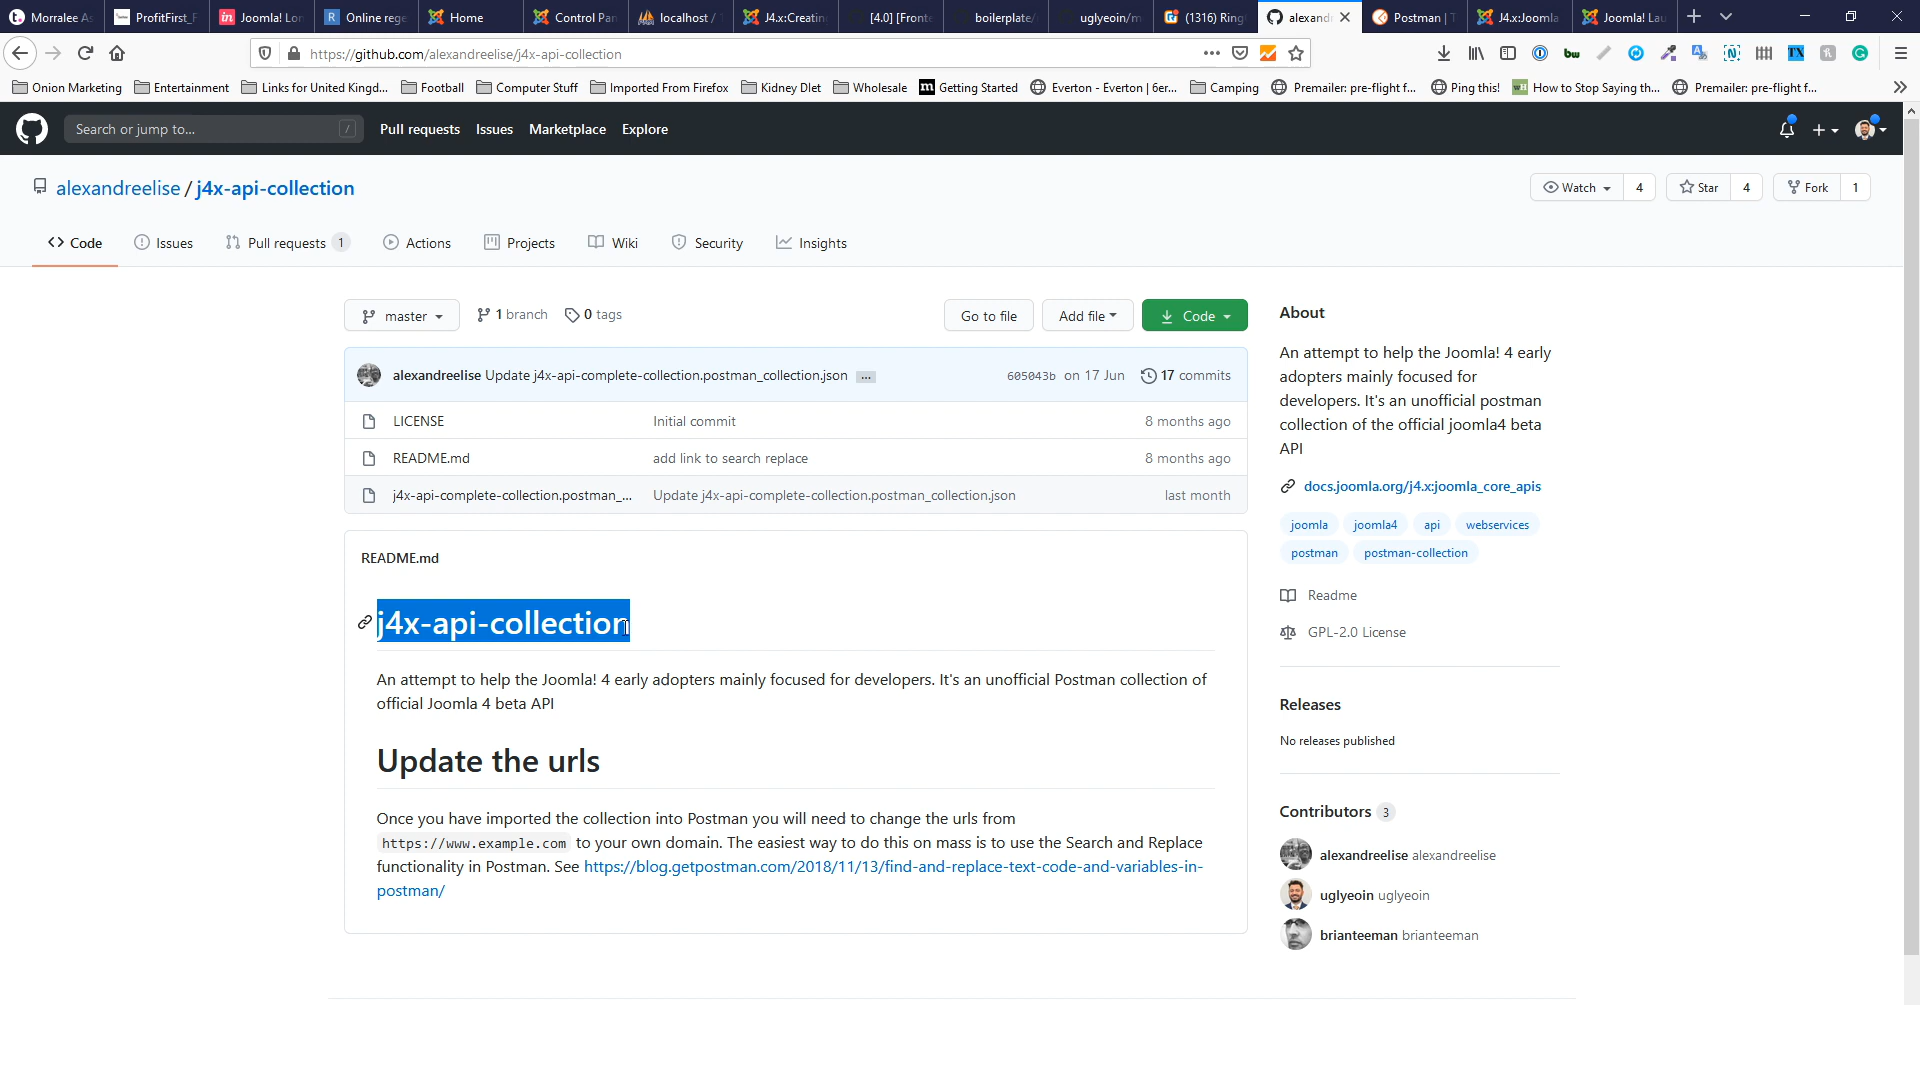 Morralee As
ProfitFirst_F
Joomla! Lon
Online rege
Home
Control Pan
localhost /
J4.x:Creatin
[4.0] [Fronte
boilerplate/
uglyeoin/m
(1316) Ring
alexandr
Postman | T
J4.x:Joomla
Joomla! Lau
https://github.com/alexandreelise/j4x-api-collection
Onion Marketing
Entertainment
Links for United Kingd...
Football
Computer Stuff
Imported From Firefox
Kidney DIet
Wholesale
Getting Started
Everton - Everton | 6er...
Camping
Premailer: pre-flight f...
Ping this!
How to Stop Saying th...
Premailer: pre-flight f...
Search or jump to...
/
Pull requests
Issues
Marketplace
Explore
alexandreelise / j4x-api-collection
Watch 4
Star 4
Fork 1
Code
Issues
Pull requests 1
Actions
Projects
Wiki
Security
Insights
master
1 branch
0 tags
Go to file
Add file
Code
alexandreelise Update j4x-api-complete-collection.postman_collection.json ...
605043b on 17 Jun
17 commits
LICENSE Initial commit 8 months ago
README.md add link to search replace 8 months ago
j4x-api-complete-collection.postman_... Update j4x-api-complete-collection.postman_collection.json last month
README.md
j4x-api-collection
An attempt to help the Joomla! 4 early adopters mainly focused for developers. It's an unofficial Postman collection of
official Joomla 4 beta API
Update the urls
Once you have imported the collection into Postman you will need to change the urls from
https://www.example.com to your own domain. The easiest way to do this on mass is to use the Search and Replace
functionality in Postman. See https://blog.getpostman.com/2018/11/13/find-and-replace-text-code-and-variables-in-
postman/
About
An attempt to help the Joomla! 4 early
adopters mainly focused for
developers. It's an unofficial postman
collection of the official joomla4 beta
API
docs.joomla.org/j4.x:joomla_core_apis
joomla
joomla4
api
webservices
postman
postman-collection
Readme
GPL-2.0 License
Releases
No releases published
Contributors 3
alexandreelise alexandreelise
uglyeoin uglyeoin
brianteeman brianteeman